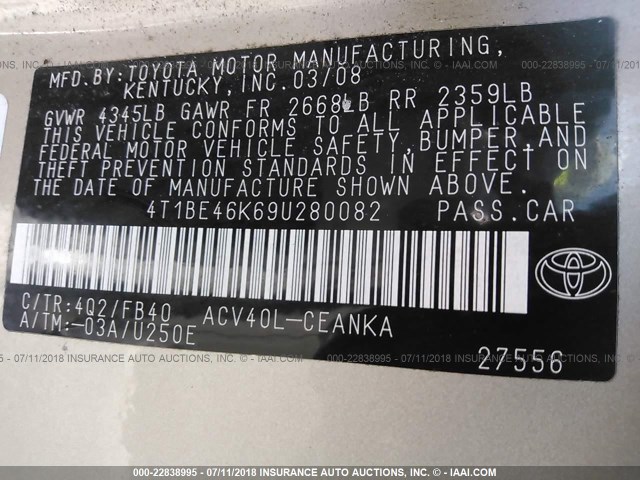 MFD.BY:TOYOTA MOTOR MANUFACTURING,
KENTUCKY,INC.03/08
GVWR 4345LB GAWR FR 2668LB RR 2359LB
THIS VEHICLE CONFORMS TO ALL APPLICABLE
FEDERAL MOTOR VEHICLE SAFETY,BUMPER,AND
THEFT PREVENTION STANDARDS IN EFFECT ON
THE DATE OF MANUFACTURE SHOWN ABOVE.
4T1BE46K69U280082 PASS.CAR
C/TR:4Q2/FB40 ACV40L-CEANKA
A/TM:-03A/U250E
27556
000-22838995 - 07/11/2018 INSURANCE AUTO AUCTIONS INC. - © - IAAI.COM